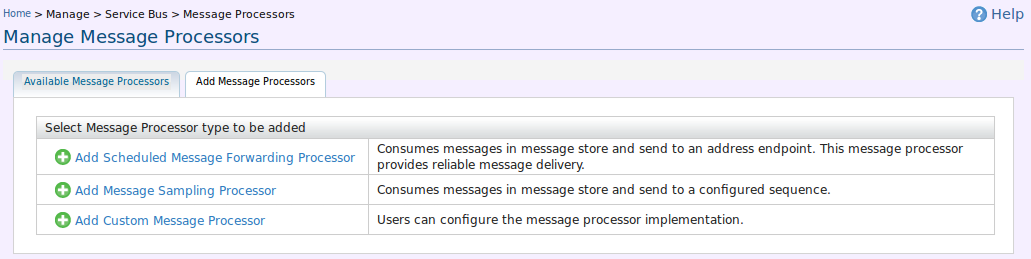 Home > Manage > Service Bus > Message Processors
Help
Manage Message Processors
Available Message Processors
Add Message Processors
Select Message Processor type to be added
Add Scheduled Message Forwarding Processor
Consumes messages in message store and send to an address endpoint. This message processor
provides reliable message delivery.
Add Message Sampling Processor
Consumes messages in message store and send to a configured sequence.
Add Custom Message Processor
Users can configure the message processor implementation.